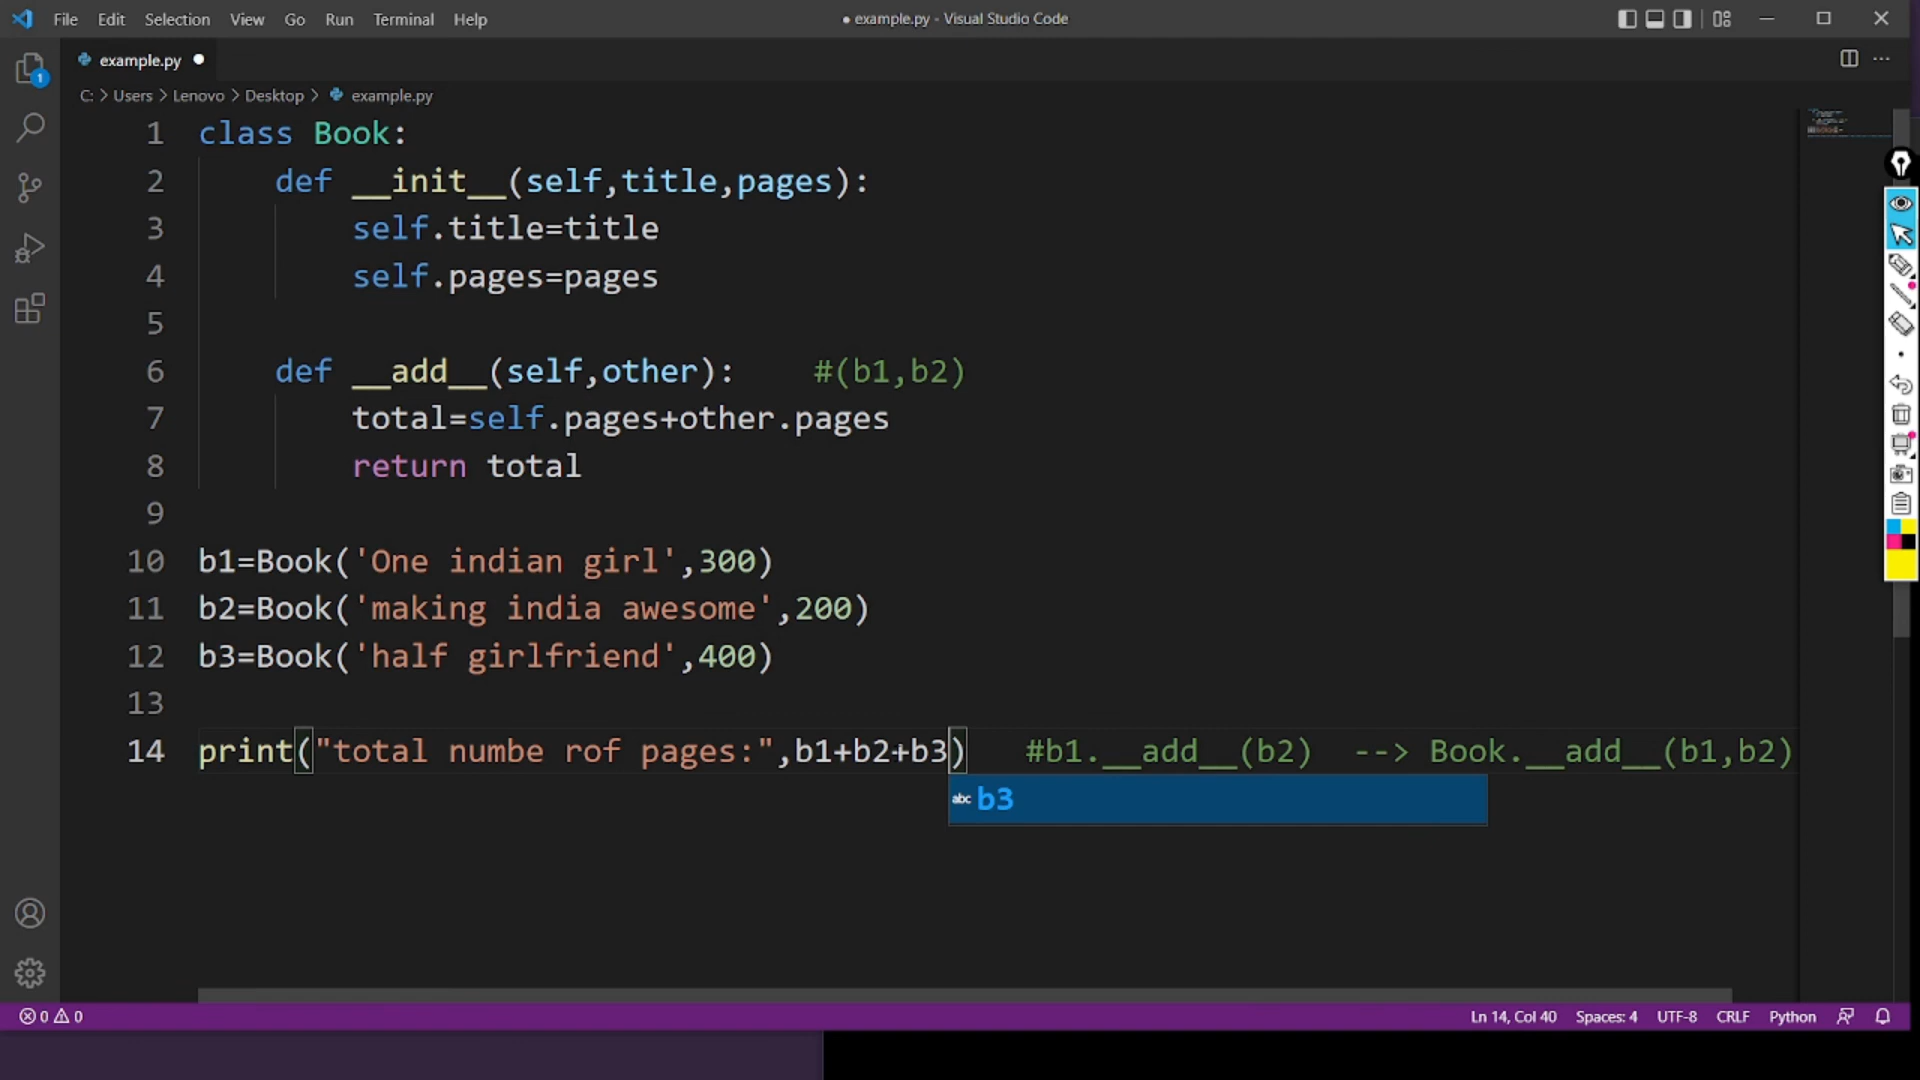 File Edit Selection View Go Run Terminal Help
● example.py - Visual Studio Code
1
example.py ●
C: > Users > Lenovo > Desktop > example.py
1 class Book:
2     def __init__(self,title,pages):
3         self.title=title
4         self.pages=pages
5
6     def __add__(self,other):    #(b1,b2)
7         total=self.pages+other.pages
8         return total
9
10 b1=Book('One indian girl',300)
11 b2=Book('making india awesome',200)
12 b3=Book('half girlfriend',400)
13
14 print("total numbe rof pages:",b1+b2+b3)   #b1.__add__(b2)  --> Book.__add__(b1,b2)
abc b3
0 0 Ln 14, Col 40 Spaces: 4 UTF-8 CRLF Python